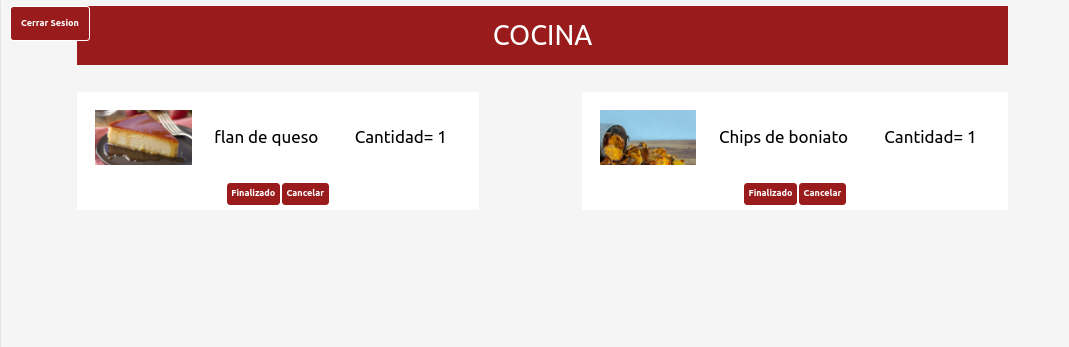 Cerrar Sesion
COCINA
flan de queso Cantidad= 1
Finalizado Cancelar
Chips de boniato Cantidad= 1
Finalizado Cancelar